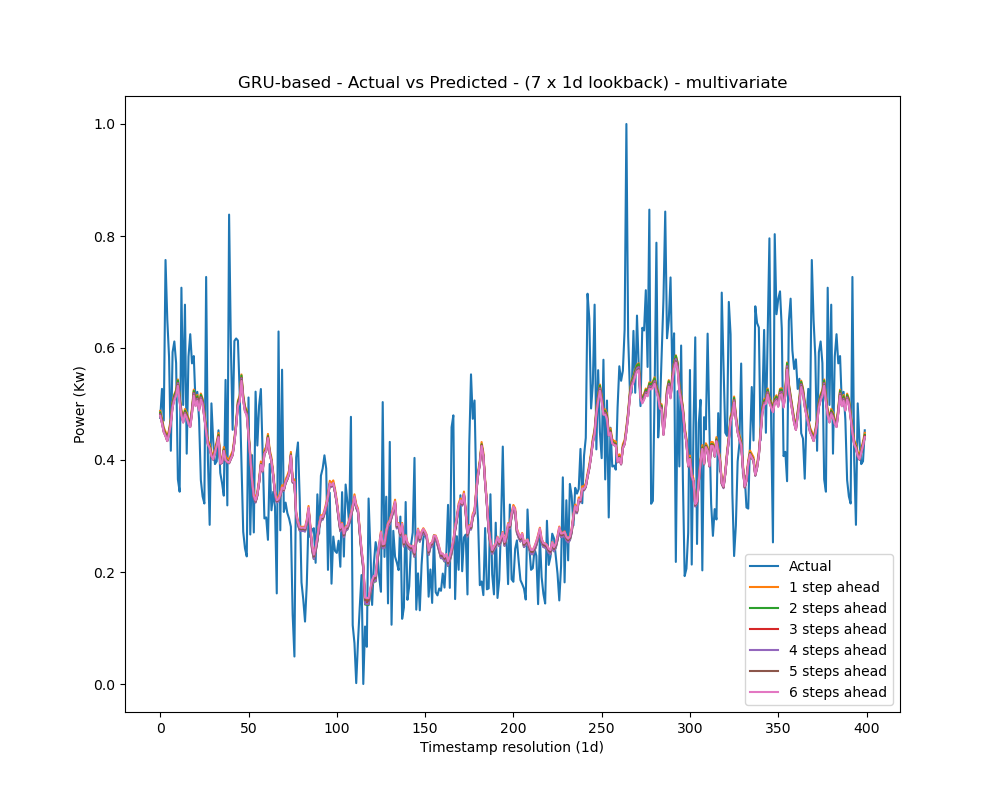 GRU-based - Actual vs Predicted - (7 x 1d lookback) - multivariate
Power (Kw)
1.0
0.8
0.6
0.4
0.2
0.0
0 50 100 150 200 250 300 350 400
Timestamp resolution (1d)
Actual
1 step ahead
2 steps ahead
3 steps ahead
4 steps ahead
5 steps ahead
6 steps ahead